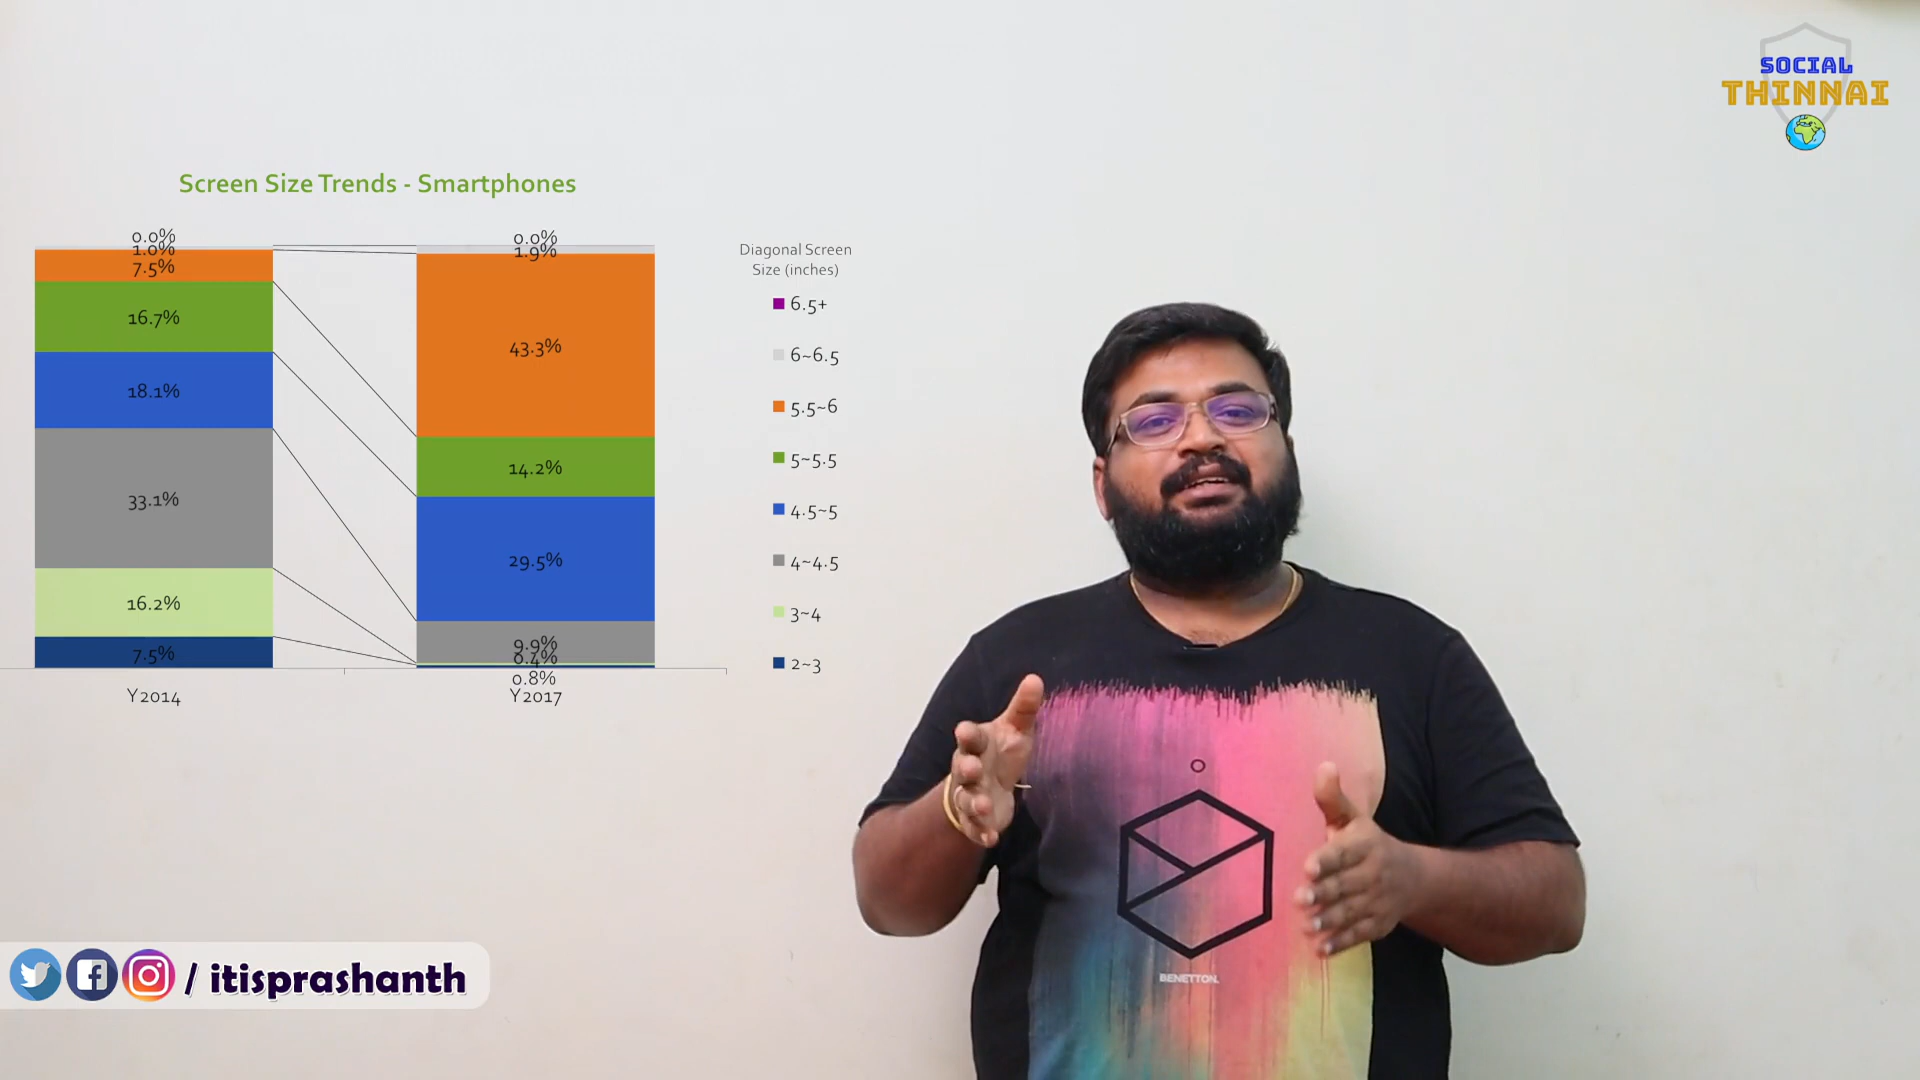 SOCIAL
THINNAI
Screen Size Trends - Smartphones
0.0%
1.0%
7.5%
16.7%
18.1%
33.1%
16.2%
7.5%
Y2014
0.0%
1.9%
43.3%
14.2%
29.5%
9.9%
0.4%
0.8%
Y2017
Diagonal Screen
Size (inches)
6.5+
6~6.5
5.5~6
5~5.5
4.5~5
4~4.5
3~4
2~3
BENETTON.
/ itisprashanth